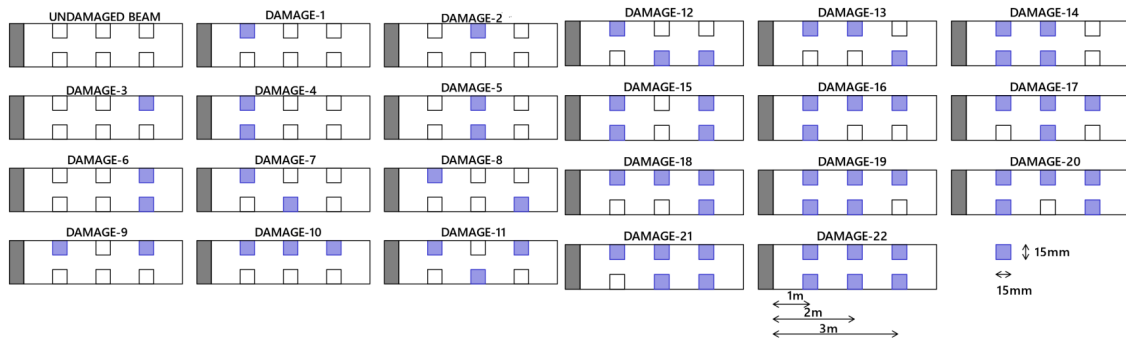 UNDAMAGED BEAM
DAMAGE-1
DAMAGE-2
DAMAGE-12
DAMAGE-13
DAMAGE-14
DAMAGE-3
DAMAGE-4
DAMAGE-5
DAMAGE-15
DAMAGE-16
DAMAGE-17
DAMAGE-6
DAMAGE-7
DAMAGE-8
DAMAGE-18
DAMAGE-19
DAMAGE-20
DAMAGE-9
DAMAGE-10
DAMAGE-11
DAMAGE-21
DAMAGE-22
15mm
15mm
1m
2m
3m